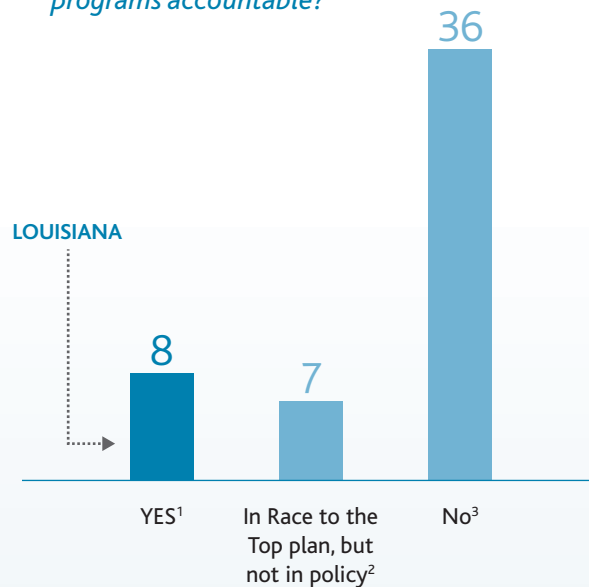 programs accountable?
36
LOUISIANA
8
7
YES¹
In Race to the
Top plan, but
not in policy²
No³